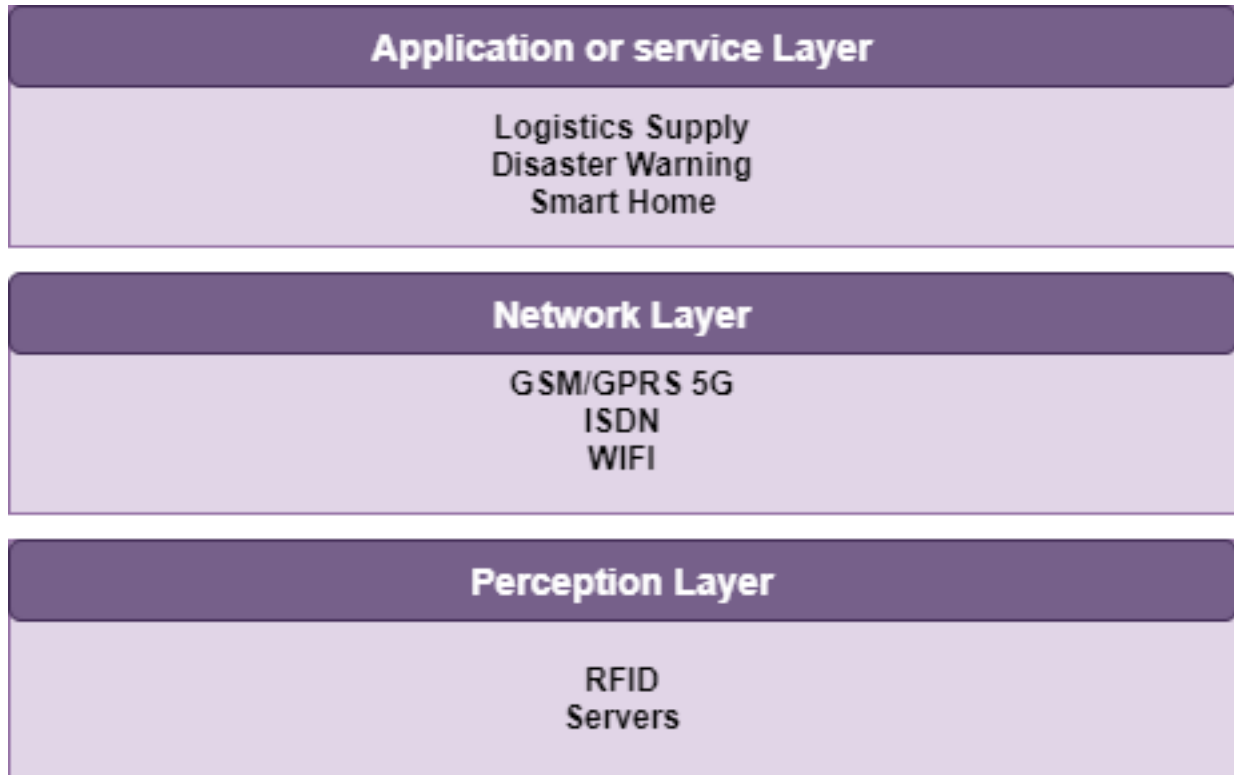 Application or service Layer
Logistics Supply
Disaster Warning
Smart Home
Network Layer
GSM/GPRS 5G
ISDN
WIFI
Perception Layer
RFID
Servers